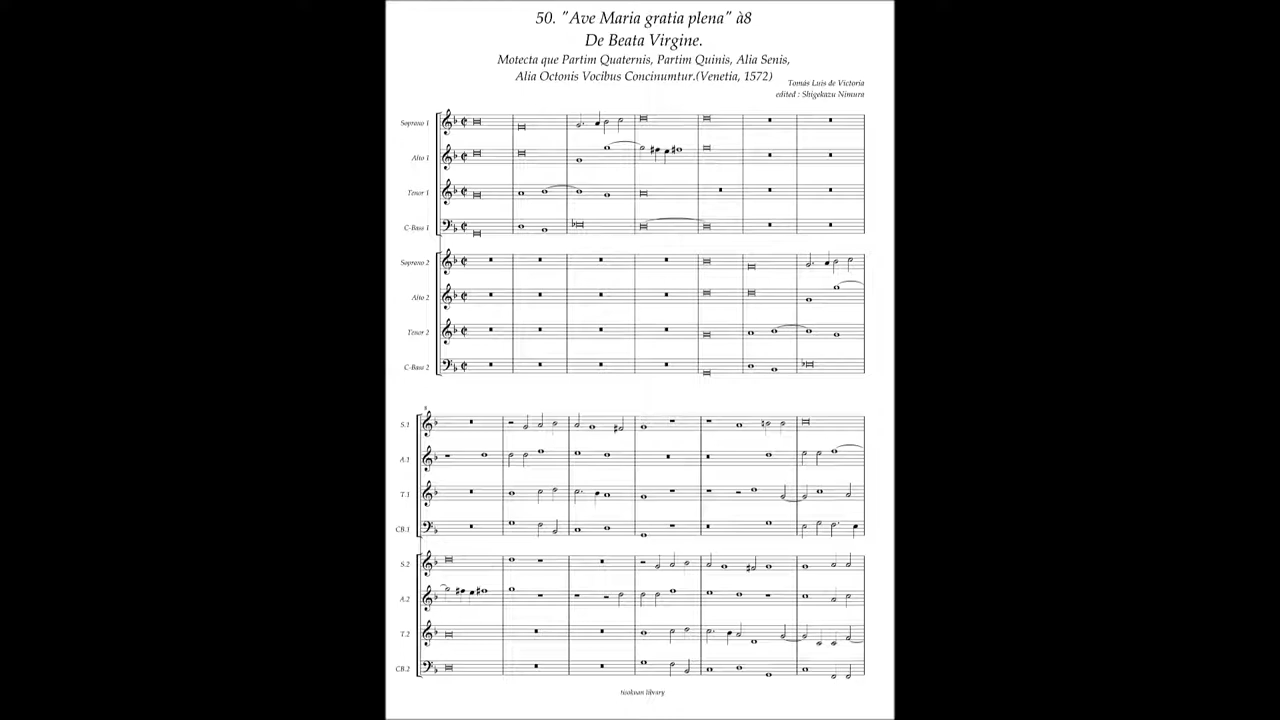 50. "Ave Maria gratia plena" à8
De Beata Virgine.
Motecta que Partim Quaternis, Partim Quinis, Alia Senis,
Alia Octonis Vocibus Concinumtur.(Venetia, 1572)
Tomás Luis de Victoria
edited : Shigekazu Nimura
Soprano 1
Alto 1
Tenor 1
C-Bass 1
Soprano 2
Alto 2
Tenor 2
C-Bass 2
8
S.1
A.1
T.1
CB.1
S.2
A.2
T.2
CB.2
library